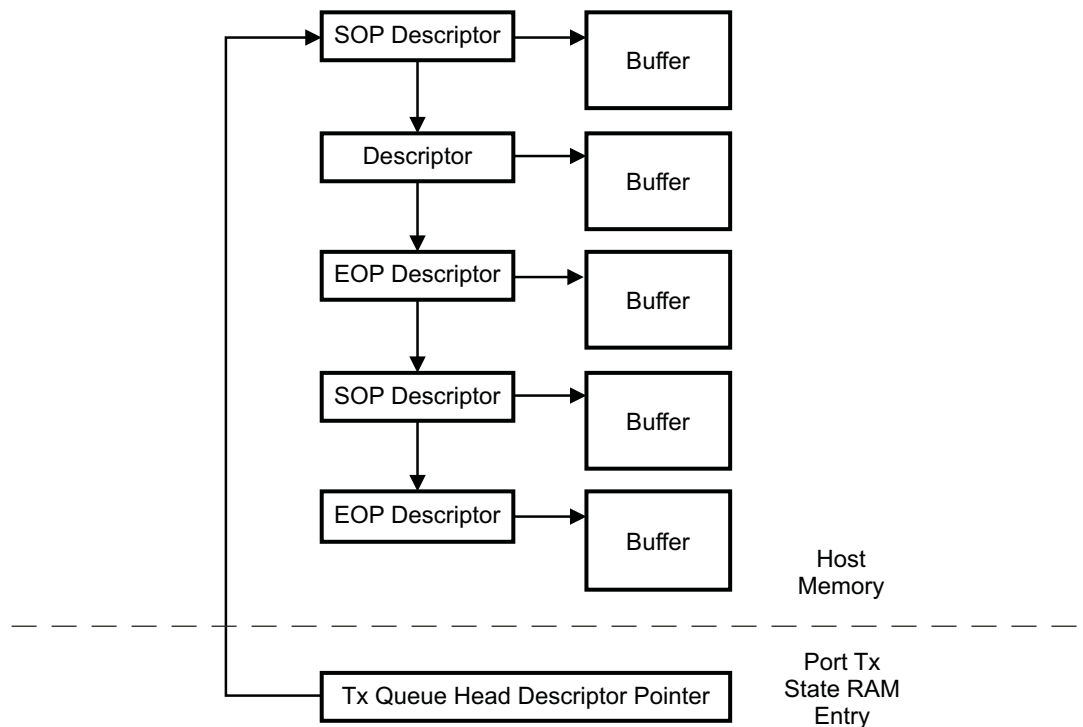 SOP Descriptor
Buffer
Descriptor
Buffer
EOP Descriptor
Buffer
SOP Descriptor
Buffer
EOP Descriptor
Buffer
Host
Memory
Port Tx
State RAM
Entry
Tx Queue Head Descriptor Pointer